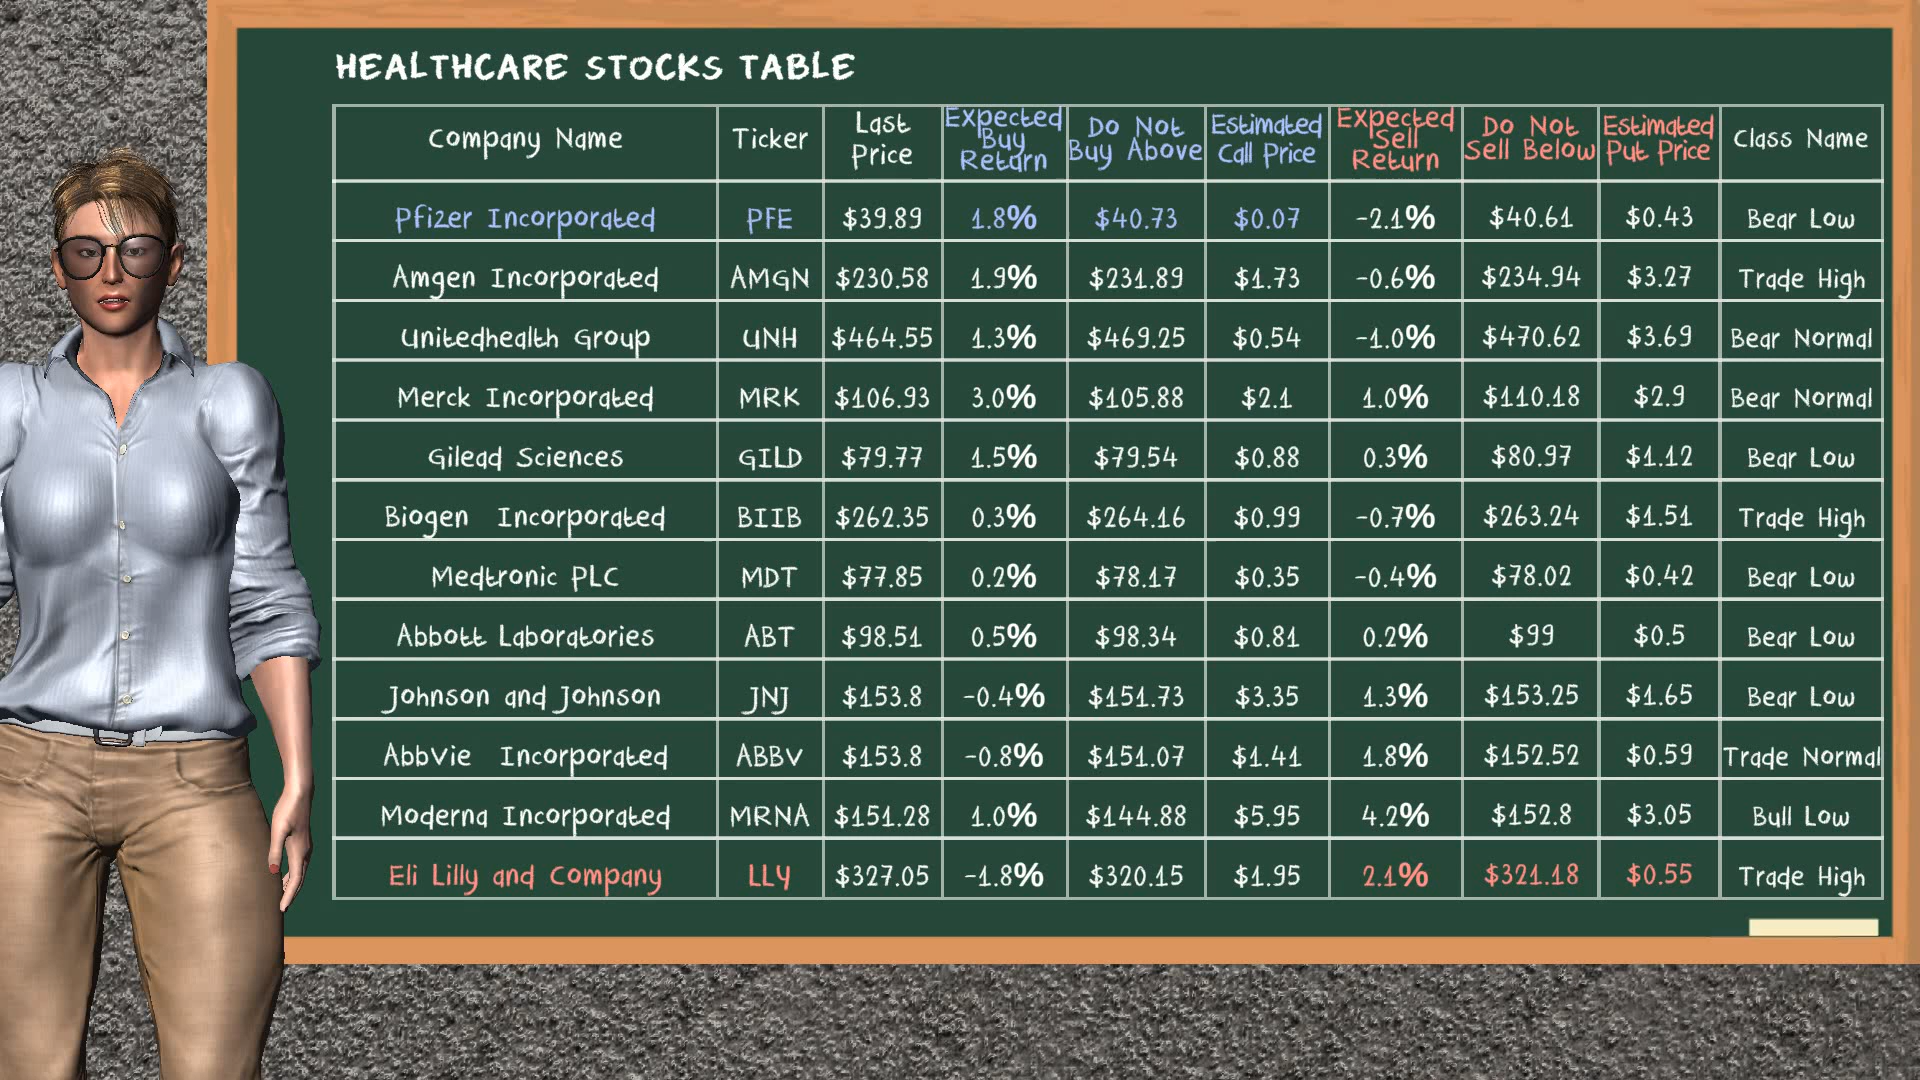 HEALTHCARE STOCKS TABLE
Company Name Ticker Last Price Expected Buy Return Do Not Buy Above Estimated Call Price Expected Sell Return Do Not Sell Below Estimated Put Price Class Name
Pfizer Incorporated PFE $39.89 1.8% $40.73 $0.07 -2.1% $40.61 $0.43 Bear Low
Amgen Incorporated AMGN $230.58 1.9% $231.89 $1.73 -0.6% $234.94 $3.27 Trade High
Unitedhealth Group UNH $464.55 1.3% $469.25 $0.54 -1.0% $470.62 $3.69 Bear Normal
Merck Incorporated MRK $106.93 3.0% $105.88 $2.1 1.0% $110.18 $2.9 Bear Normal
Gilead Sciences GILD $79.77 1.5% $79.54 $0.88 0.3% $80.97 $1.12 Bear Low
Biogen Incorporated BIIB $262.35 0.3% $264.16 $0.99 -0.7% $263.24 $1.51 Trade High
Medtronic PLC MDT $77.85 0.2% $78.17 $0.35 -0.4% $78.02 $0.42 Bear Low
Abbott Laboratories ABT $98.51 0.5% $98.34 $0.81 0.2% $99 $0.5 Bear Low
Johnson and Johnson JNJ $153.8 -0.4% $151.73 $3.35 1.3% $153.25 $1.65 Bear Low
AbbVie Incorporated ABBV $153.8 -0.8% $151.07 $1.41 1.8% $152.52 $0.59 Trade Normal
Moderna Incorporated MRNA $151.28 1.0% $144.88 $5.95 4.2% $152.8 $3.05 Bull Low
Eli Lilly and Company LLY $327.05 -1.8% $320.15 $1.95 2.1% $321.18 $0.55 Trade High